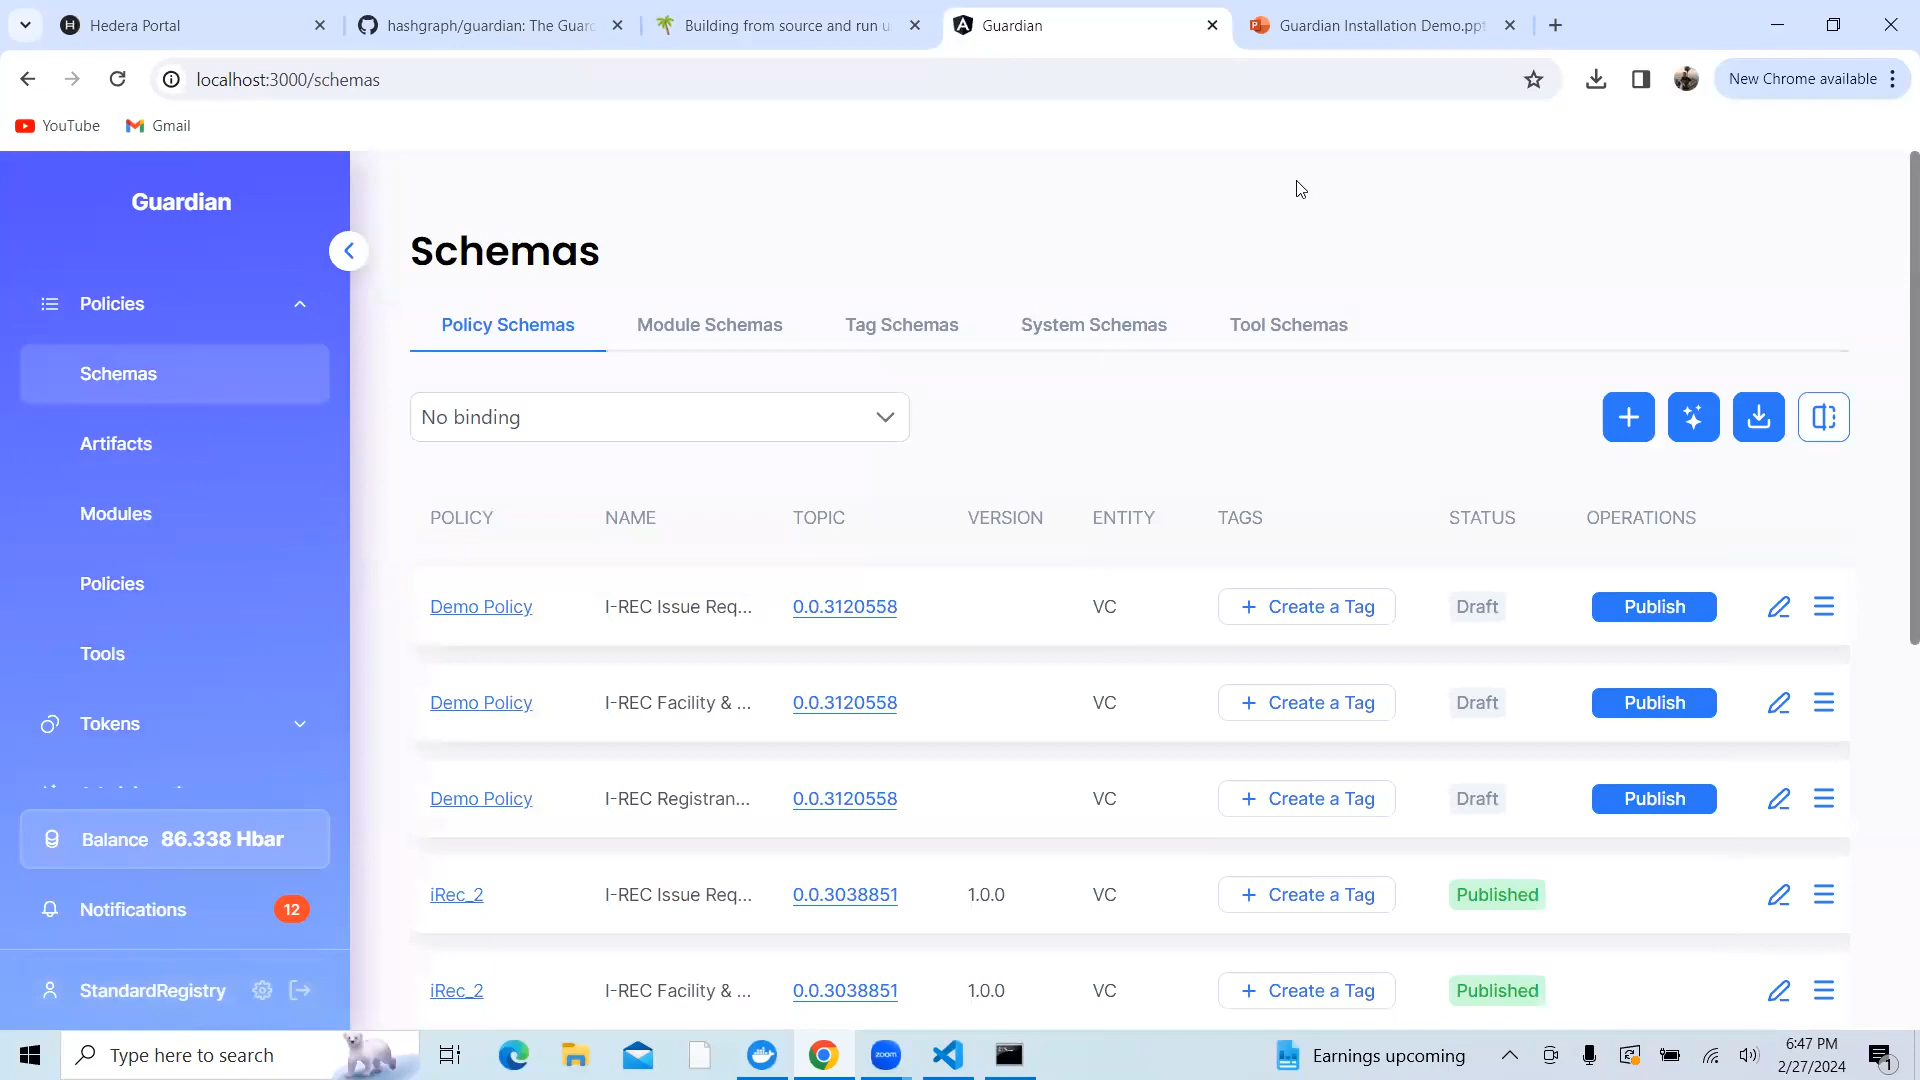 Hedera Portal
hashgraph/guardian: The Guar
Building from source and run u
Guardian
Guardian Installation Demo.ppt
localhost:3000/schemas
New Chrome available
YouTube
Gmail
Guardian
Policies
Schemas
Artifacts
Modules
Policies
Tools
Tokens
Balance 86.338 Hbar
Notifications 12
StandardRegistry
Schemas
Policy Schemas Module Schemas Tag Schemas System Schemas Tool Schemas
No binding
POLICY NAME TOPIC VERSION ENTITY TAGS STATUS OPERATIONS
Demo Policy I-REC Issue Req... 0.0.3120558 VC + Create a Tag Draft Publish
Demo Policy I-REC Facility & ... 0.0.3120558 VC + Create a Tag Draft Publish
Demo Policy I-REC Registran... 0.0.3120558 VC + Create a Tag Draft Publish
iRec_2 I-REC Issue Req... 0.0.3038851 1.0.0 VC + Create a Tag Published
iRec_2 I-REC Facility & ... 0.0.3038851 1.0.0 VC + Create a Tag Published
Type here to search
zoom
Earnings upcoming
6:47 PM
2/27/2024
1